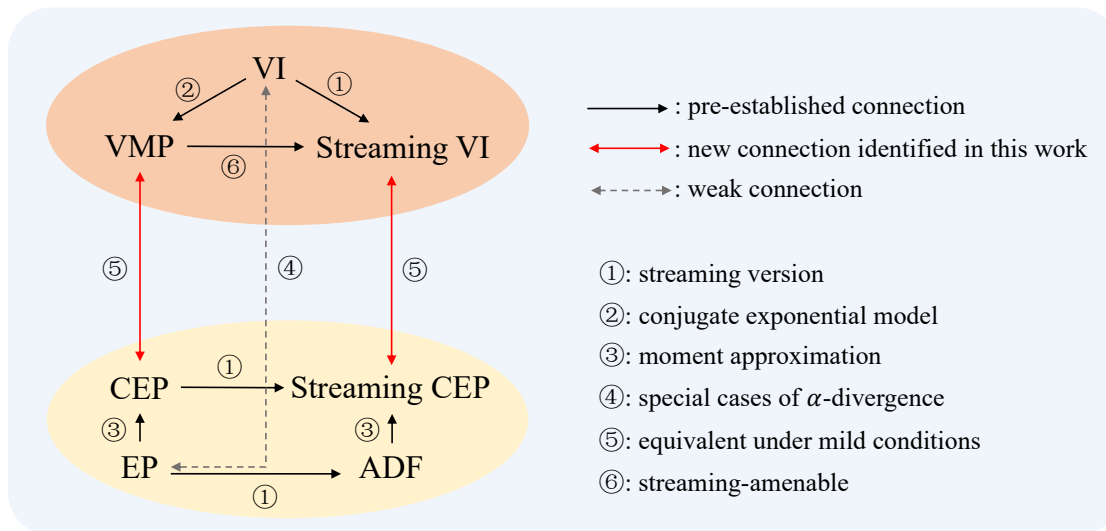 VI
②
①
VMP
Streaming VI
⑥
⑤
④
⑤
CEP
①
Streaming CEP
③
③
EP
ADF
①
: pre-established connection
: new connection identified in this work
: weak connection
①: streaming version
②: conjugate exponential model
③: moment approximation
④: special cases of α-divergence
⑤: equivalent under mild conditions
⑥: streaming-amenable